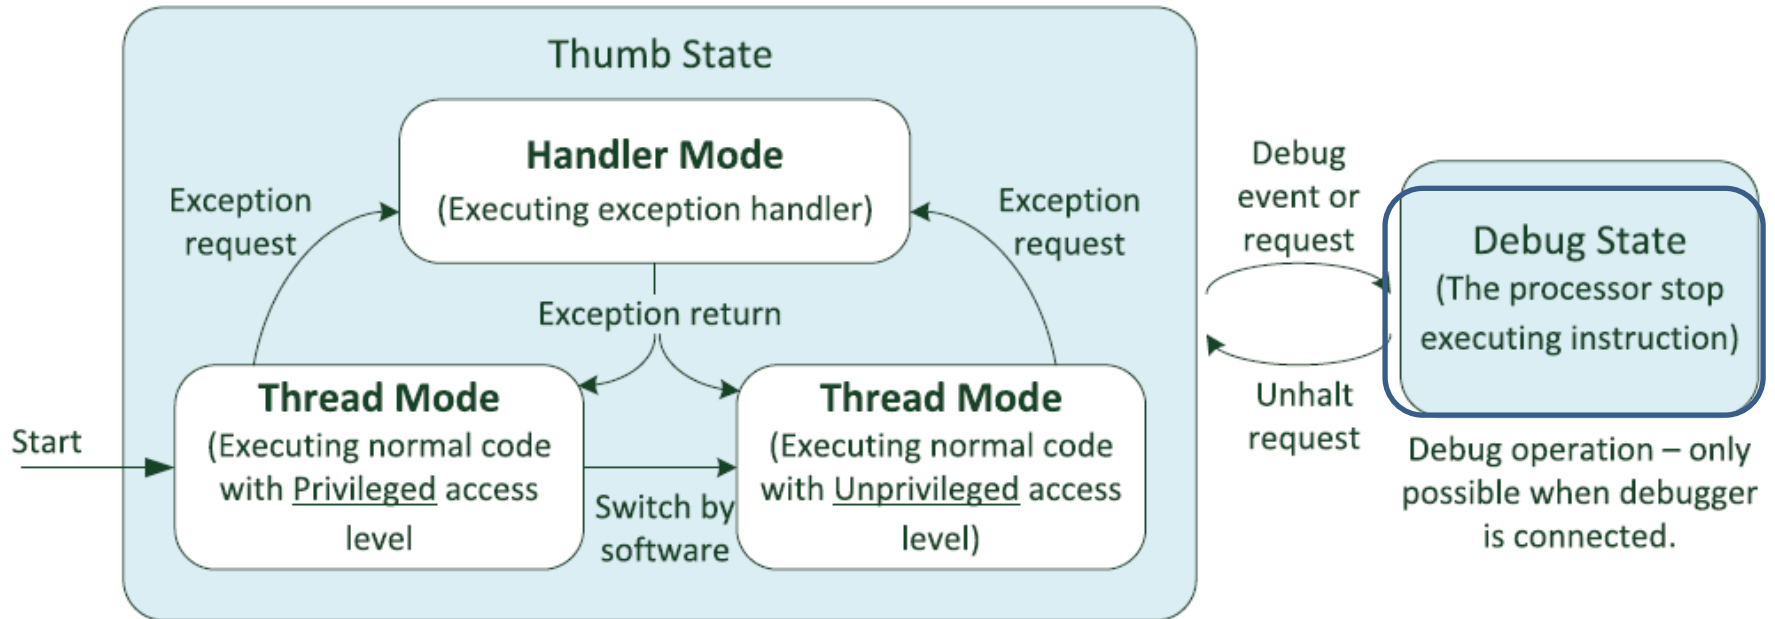 Thumb State
Handler Mode
(Executing exception handler)
Exception
request
Exception
request
Exception return
Start
Thread Mode
(Executing normal code
with Privileged access
level
Switch by
software
Thread Mode
(Executing normal code
with Unprivileged access
level)
Debug
event or
request
Unhalt
request
Debug State
(The processor stop
executing instruction)
Debug operation – only
possible when debugger
is connected.